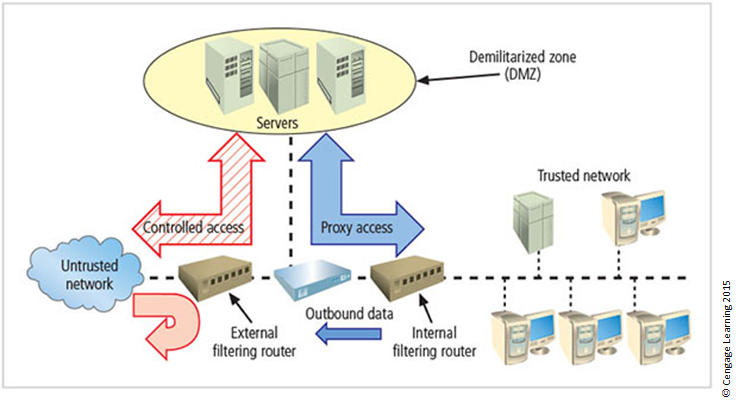 Demilitarized zone
(DMZ)
Servers
Trusted network
Controlled access
Proxy access
Untrusted
network
Outbound data
External
filtering router
Internal
filtering router
© Cengage Learning 2015